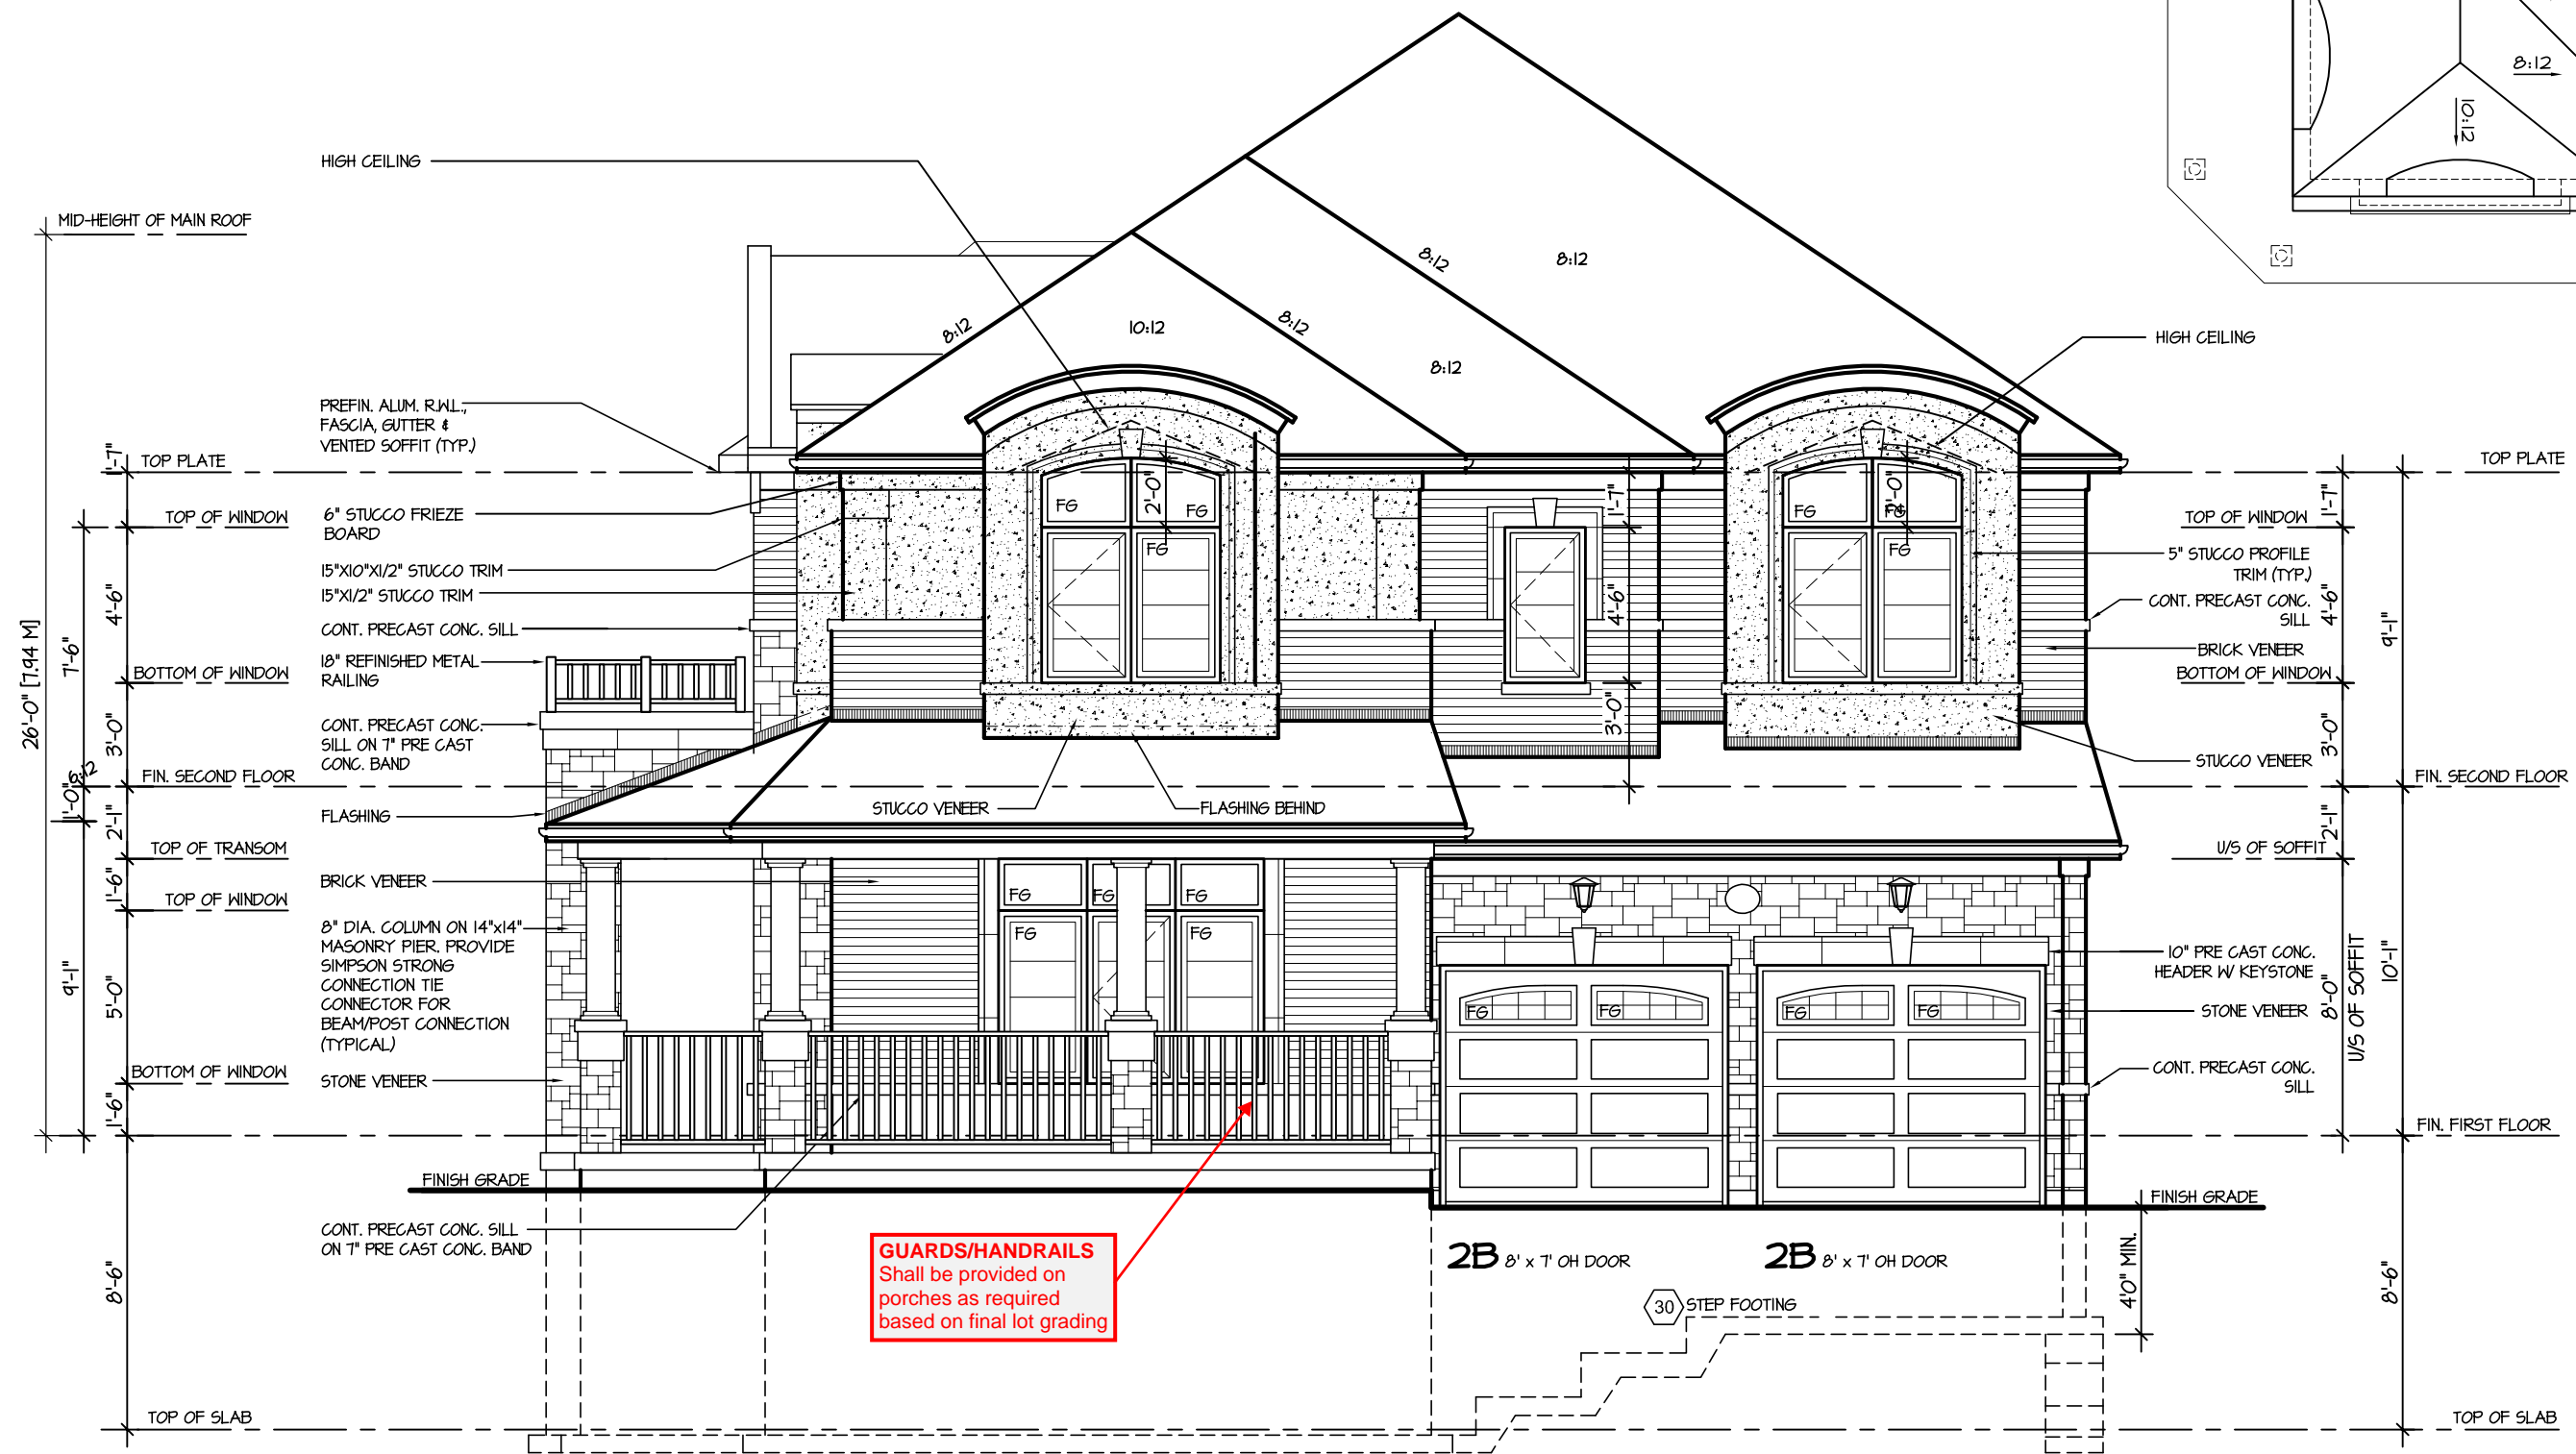 8:12
10:12
HIGH CEILING
MID-HEIGHT OF MAIN ROOF
8:12
8:12
8:12
10:12
8:12
8:12
HIGH CEILING
PREFIN. ALUM. R.W.L.,
FASCIA, GUTTER &
VENTED SOFFIT (TYP.)
1'-7"
TOP PLATE
TOP PLATE
TOP OF WINDOW
6" STUCCO FRIEZE
BOARD
FG
2'-0"
FG
FG
1'-7"
FG
2'-0"
FG
FG
TOP OF WINDOW
1'-7"
5" STUCCO PROFILE
TRIM (TYP.)
15"X10"X1/2" STUCCO TRIM
15"X1/2" STUCCO TRIM
4'-6"
4'-6"
CONT. PRECAST CONC.
SILL
4'-6"
9'-1"
CONT. PRECAST CONC. SILL
26'-0" [7.94 M]
7'-6"
BRICK VENEER
18" REFINISHED METAL
RAILING
BOTTOM OF WINDOW
BOTTOM OF WINDOW
CONT. PRECAST CONC.
SILL ON 7" PRE CAST
CONC. BAND
3'-0"
3'-0"
3'-0"
STUCCO VENEER
6:12
FIN. SECOND FLOOR
FIN. SECOND FLOOR
1'-0"
FLASHING
STUCCO VENEER
FLASHING BEHIND
2'-1"
2'-1"
TOP OF TRANSOM
U/S OF SOFFIT
BRICK VENEER
1'-6"
FG
FG
FG
TOP OF WINDOW
8" DIA. COLUMN ON 14"x14"
MASONRY PIER. PROVIDE
SIMPSON STRONG
CONNECTION TIE
CONNECTOR FOR
BEAM/POST CONNECTION
(TYPICAL)
FG
FG
9'-1"
5'-0"
10" PRE CAST CONC.
HEADER W/ KEYSTONE
8'-0"
U/S OF SOFFIT
10'-1"
FG
FG
FG
FG
STONE VENEER
BOTTOM OF WINDOW
STONE VENEER
CONT. PRECAST CONC.
SILL
1'-6"
FIN. FIRST FLOOR
FINISH GRADE
FINISH GRADE
CONT. PRECAST CONC. SILL
ON 7" PRE CAST CONC. BAND
GUARDS/HANDRAILS
Shall be provided on
porches as required
based on final lot grading
2B 8' x 7' OH DOOR
2B 8' x 7' OH DOOR
4'0" MIN.
8'-6"
8'-6"
30 STEP FOOTING
TOP OF SLAB
TOP OF SLAB